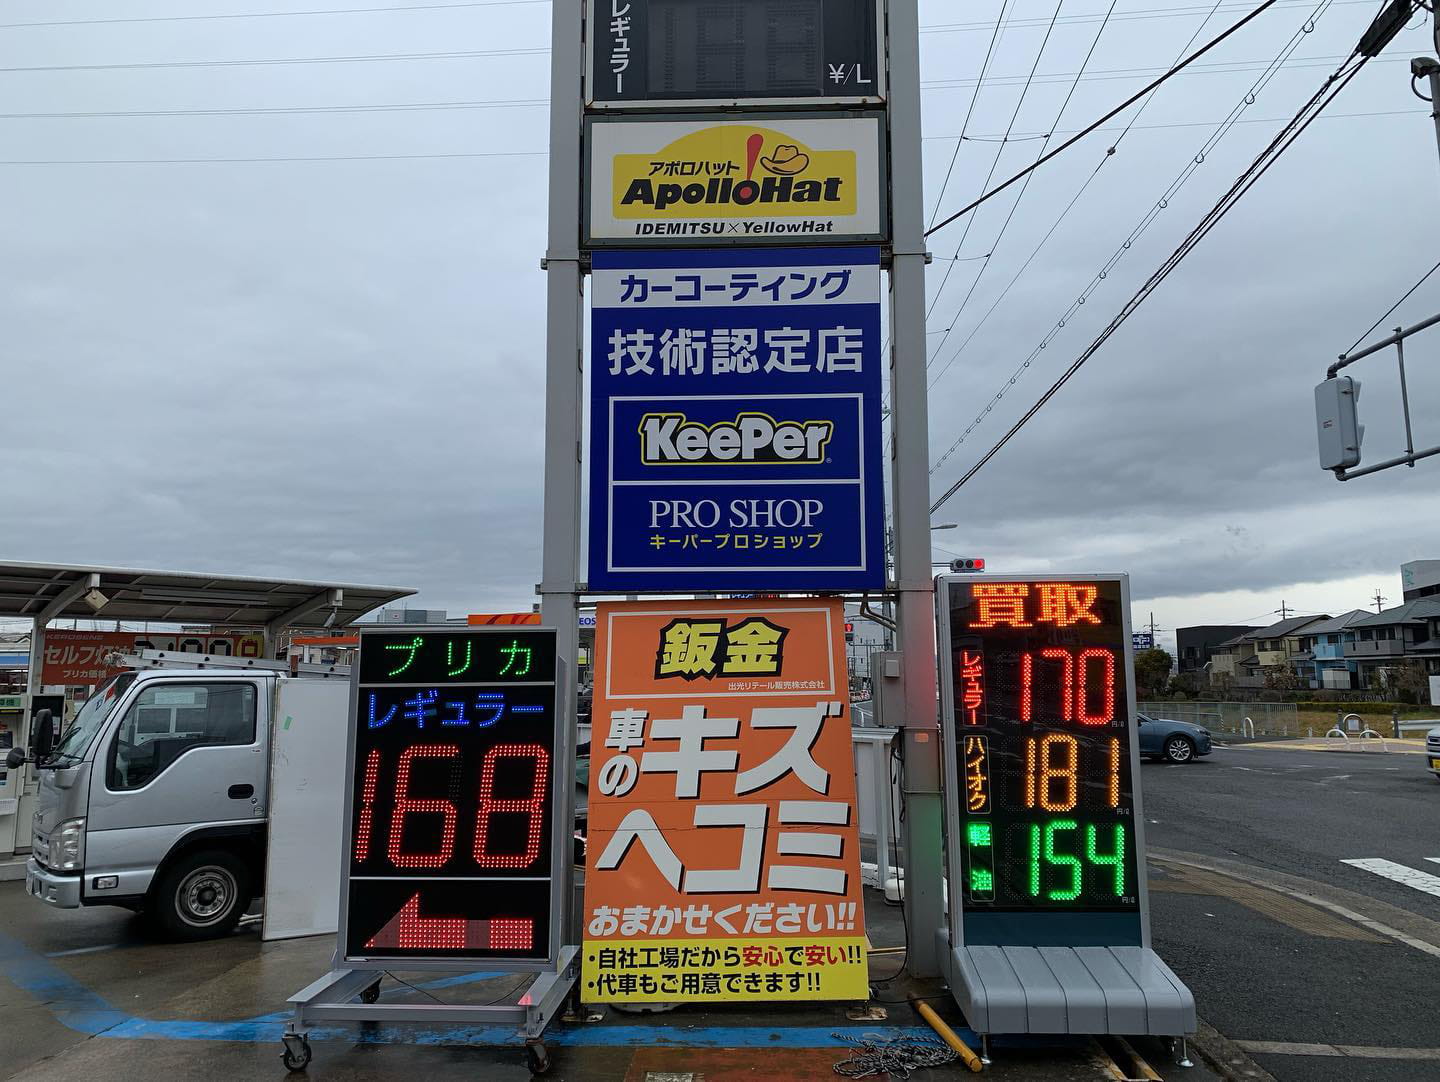 レギュラー
¥/L
アポロハット
ApolloHat
IDEMITSU×YellowHat
カーコーティング
技術認定店
KeePer
PRO SHOP
キーパープロショップ
KEROSENE
セルフ灯油
プリカ価格
プリカ
レギュラー
168
鈑金
出光リテール販売株式会社
車のキズ
ヘコミ
おまかせください!!
・自社工場だから安心で安い!!
・代車もご用意できます!!
買取
レギュラー 170 円/ℓ
ハイオク 181 円/ℓ
軽油 154 円/ℓ